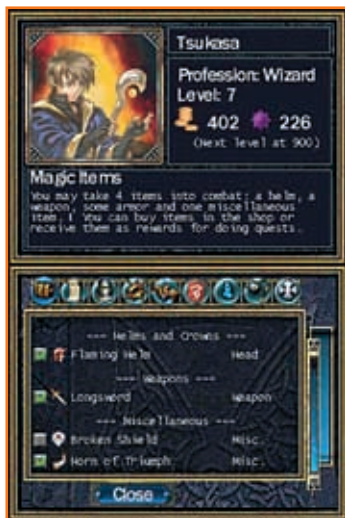 Tsukasa
Profession: Wizard
Level: 7
402 226
(Next level at 900)
Magic Items
You may take 4 items into combat: a helm, a
weapon, some armor and one miscellaneous
item. You can buy items in the shop or
receive them as rewards for doing quests.
--- Helms and Crowns ---
Flaming Helm Head
--- Weapons ---
Longsword Weapon
--- Miscellaneous ---
Broken Shield Misc.
Horn of Triumph Misc.
Close